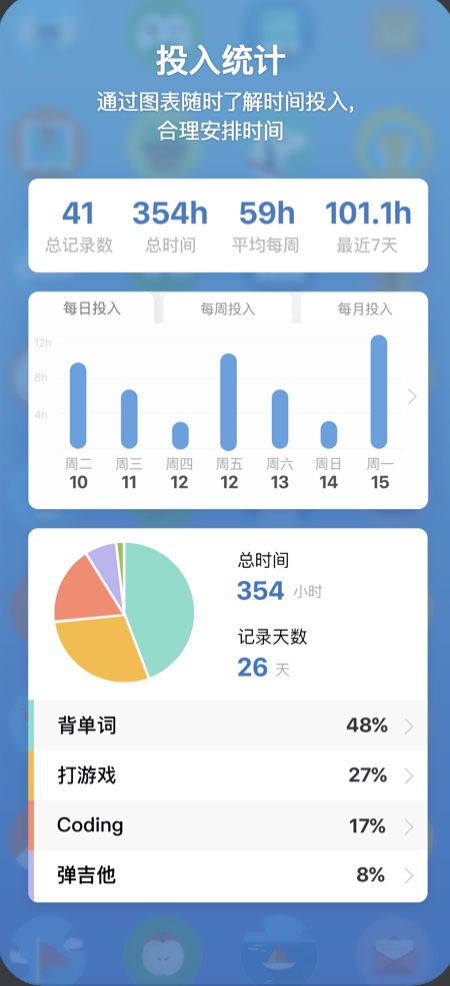 投入统计
通过图表随时了解时间投入,
合理安排时间
41 354h 59h 101.1h
总记录数 总时间 平均每周 最近7天
每日投入 每周投入 每月投入
12h
8h
4h
周二 周三 周四 周五 周六 周日 周一
10 11 12 12 13 14 15
总时间
354 小时
记录天数
26 天
背单词 48%
打游戏 27%
Coding 17%
弹吉他 8%